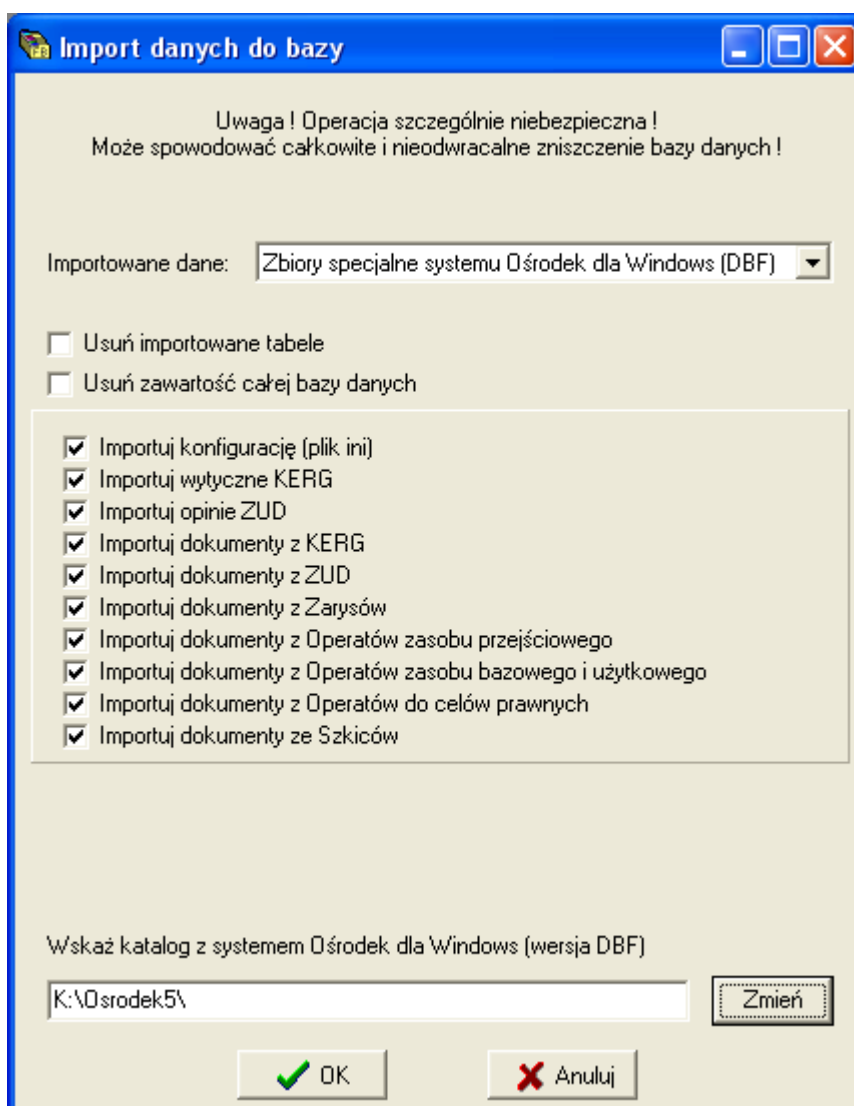 Import danych do bazy
Uwaga ! Operacja szczególnie niebezpieczna !
Może spowodować całkowite i nieodwracalne zniszczenie bazy danych !
Importowane dane: Zbiory specjalne systemu Ośrodek dla Windows (DBF)
Usuń importowane tabele
Usuń zawartość całej bazy danych
Importuj konfigurację (plik ini)
Importuj wytyczne KERG
Importuj opinie ZUD
Importuj dokumenty z KERG
Importuj dokumenty z ZUD
Importuj dokumenty z Zarysów
Importuj dokumenty z Operatów zasobu przejściowego
Importuj dokumenty z Operatów zasobu bazowego i użytkowego
Importuj dokumenty z Operatów do celów prawnych
Importuj dokumenty ze Szkiców
Wskaż katalog z systemem Ośrodek dla Windows (wersja DBF)
K:\Osrodek5\ Zmień
OK Anuluj